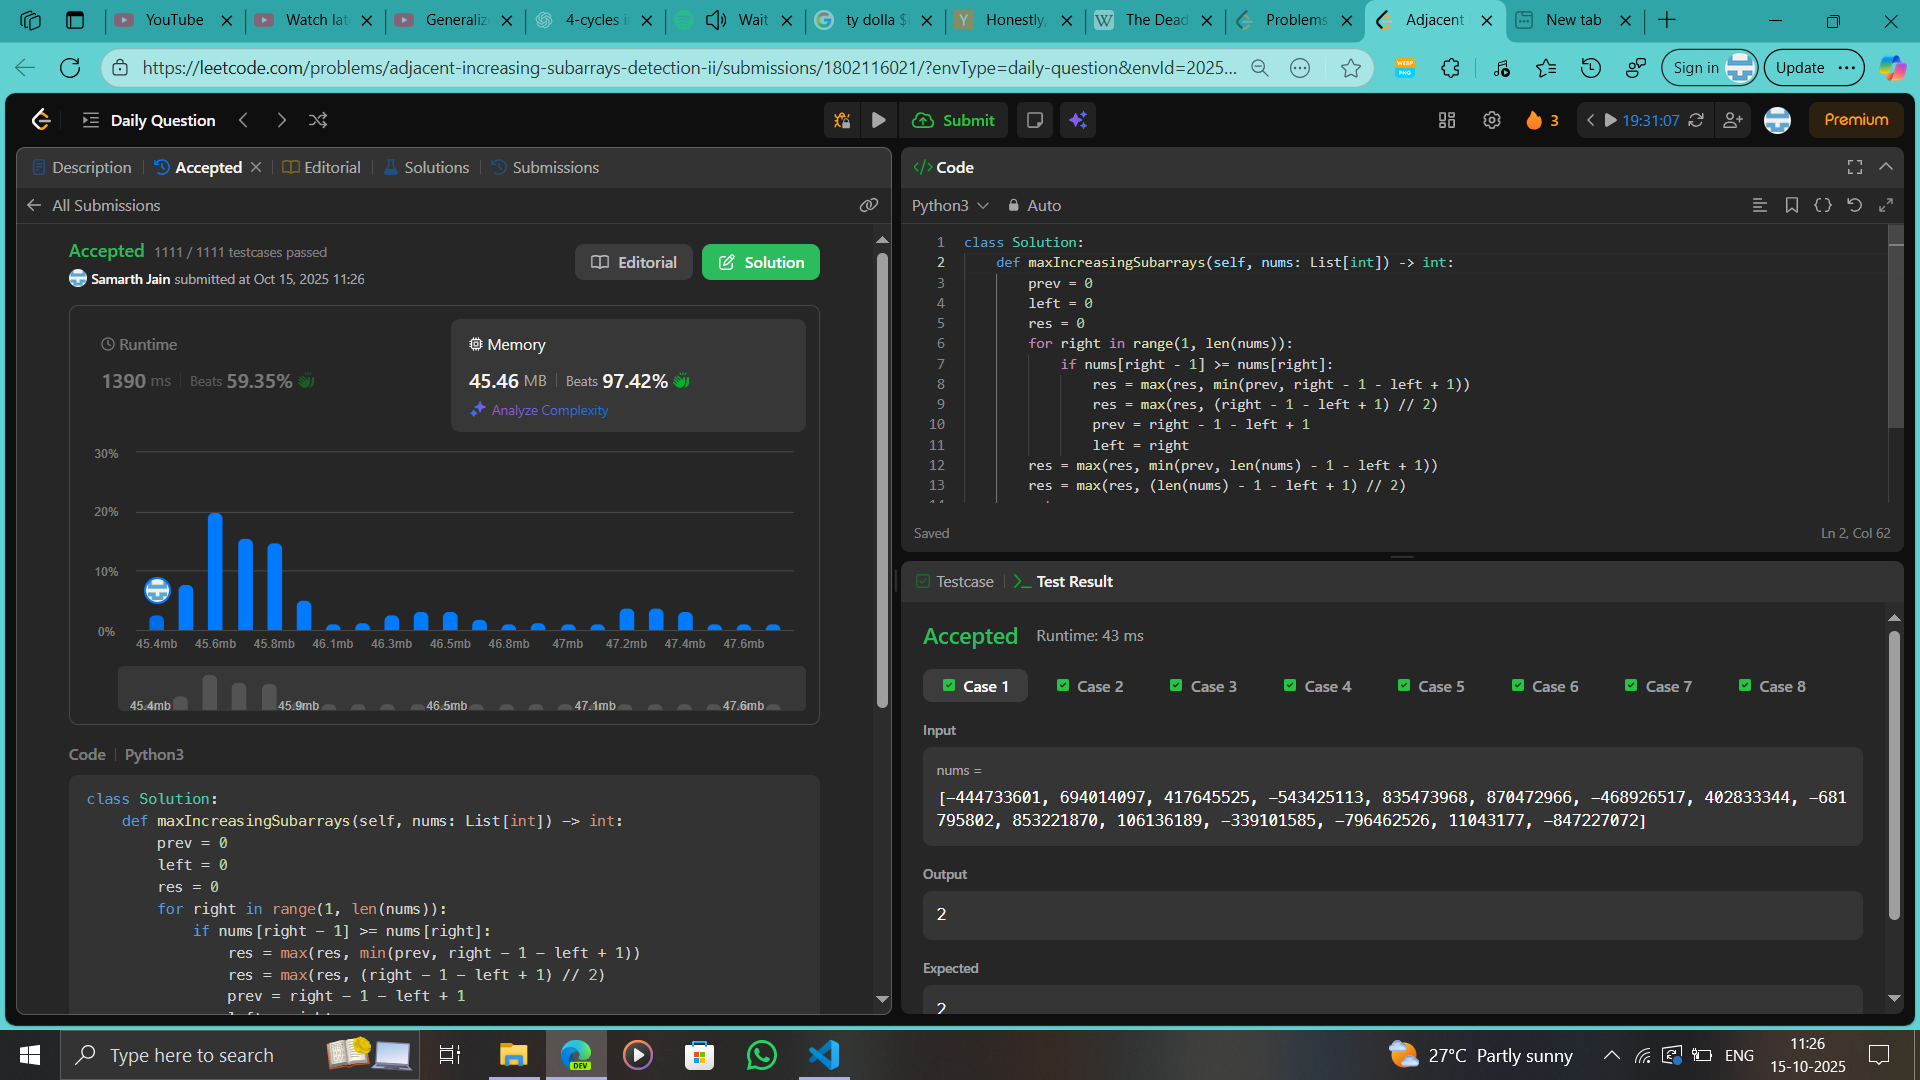 YouTube
Watch lat
Generaliz
4-cycles i
Wait
ty dolla $
Honestly,
The Dead
Problems
Adjacent
New tab
https://leetcode.com/problems/adjacent-increasing-subarrays-detection-ii/submissions/1802116021/?envType=daily-question&envId=2025...
Sign in
Update
Daily Question
Submit
3
19:31:07
Premium
Description
Accepted
Editorial
Solutions
Submissions
All Submissions
Accepted 1111 / 1111 testcases passed
Samarth Jain submitted at Oct 15, 2025 11:26
Editorial
Solution
Runtime
1390 ms Beats 59.35%
Memory
45.46 MB Beats 97.42%
Analyze Complexity
30%
20%
10%
0%
45.4mb 45.6mb 45.8mb 46.1mb 46.3mb 46.5mb 46.8mb 47mb 47.2mb 47.4mb 47.6mb
45.4mb 45.9mb 46.5mb 47.1mb 47.6mb
Code Python3
class Solution:
def maxIncreasingSubarrays(self, nums: List[int]) -> int:
prev = 0
left = 0
res = 0
for right in range(1, len(nums)):
if nums[right - 1] >= nums[right]:
res = max(res, min(prev, right - 1 - left + 1))
res = max(res, (right - 1 - left + 1) // 2)
prev = right - 1 - left + 1
</> Code
Python3
Auto
1 class Solution:
2 def maxIncreasingSubarrays(self, nums: List[int]) -> int:
3 prev = 0
4 left = 0
5 res = 0
6 for right in range(1, len(nums)):
7 if nums[right - 1] >= nums[right]:
8 res = max(res, min(prev, right - 1 - left + 1))
9 res = max(res, (right - 1 - left + 1) // 2)
10 prev = right - 1 - left + 1
11 left = right
12 res = max(res, min(prev, len(nums) - 1 - left + 1))
13 res = max(res, (len(nums) - 1 - left + 1) // 2)
Saved
Ln 2, Col 62
Testcase
Test Result
Accepted Runtime: 43 ms
Case 1 Case 2 Case 3 Case 4 Case 5 Case 6 Case 7 Case 8
Input
nums =
[-444733601, 694014097, 417645525, -543425113, 835473968, 870472966, -468926517, 402833344, -681
795802, 853221870, 106136189, -339101585, -796462526, 11043177, -847227072]
Output
2
Expected
2
Type here to search
DEV
27°C Partly sunny
ENG
11:26
15-10-2025